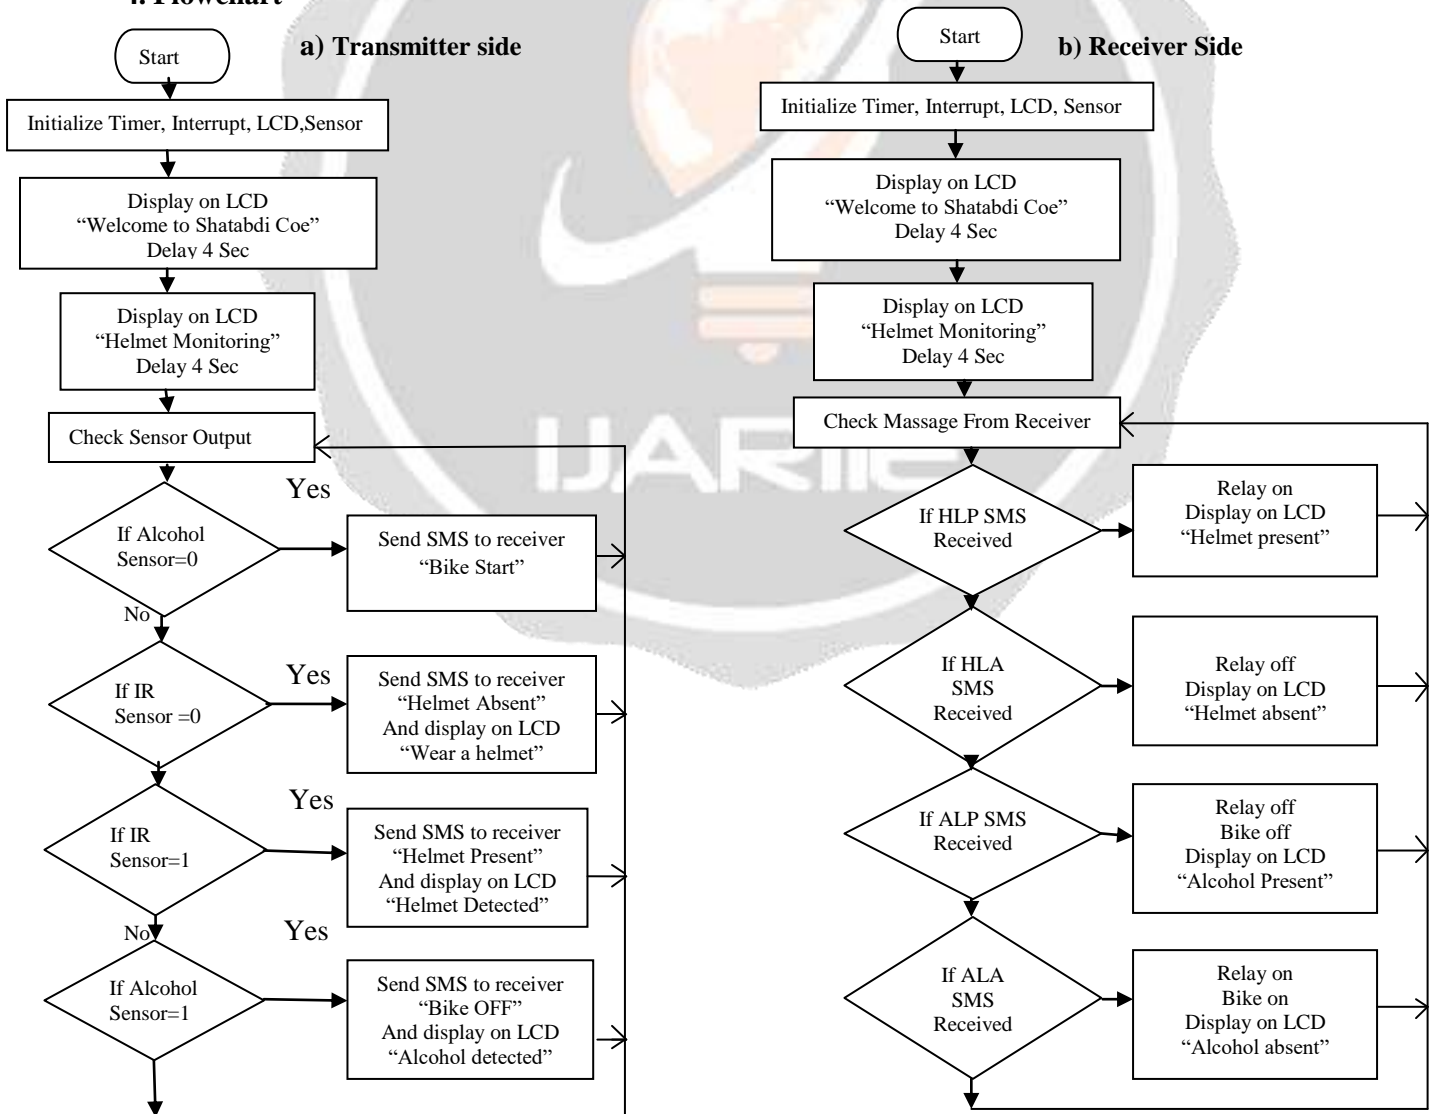 4. Flowchart
a) Transmitter side
Start
Initialize Timer, Interrupt, LCD,Sensor
Display on LCD
“Welcome to Shatabdi Coe”
Delay 4 Sec
Display on LCD
“Helmet Monitoring”
Delay 4 Sec
Check Sensor Output
If Alcohol
Sensor=0
Yes
Send SMS to receiver
“Bike Start”
No
If IR
Sensor =0
Yes
Send SMS to receiver
“Helmet Absent”
And display on LCD
“Wear a helmet”
If IR
Sensor=1
Yes
Send SMS to receiver
“Helmet Present”
And display on LCD
“Helmet Detected”
No
If Alcohol
Sensor=1
Yes
Send SMS to receiver
“Bike OFF”
And display on LCD
“Alcohol detected”
b) Receiver Side
Start
Initialize Timer, Interrupt, LCD, Sensor
Display on LCD
“Welcome to Shatabdi Coe”
Delay 4 Sec
Display on LCD
“Helmet Monitoring”
Delay 4 Sec
Check Massage From Receiver
If HLP SMS
Received
Relay on
Display on LCD
“Helmet present”
If HLA
SMS
Received
Relay off
Display on LCD
“Helmet absent”
If ALP SMS
Received
Relay off
Bike off
Display on LCD
“Alcohol Present”
If ALA
SMS
Received
Relay on
Bike on
Display on LCD
“Alcohol absent”
IJARIE